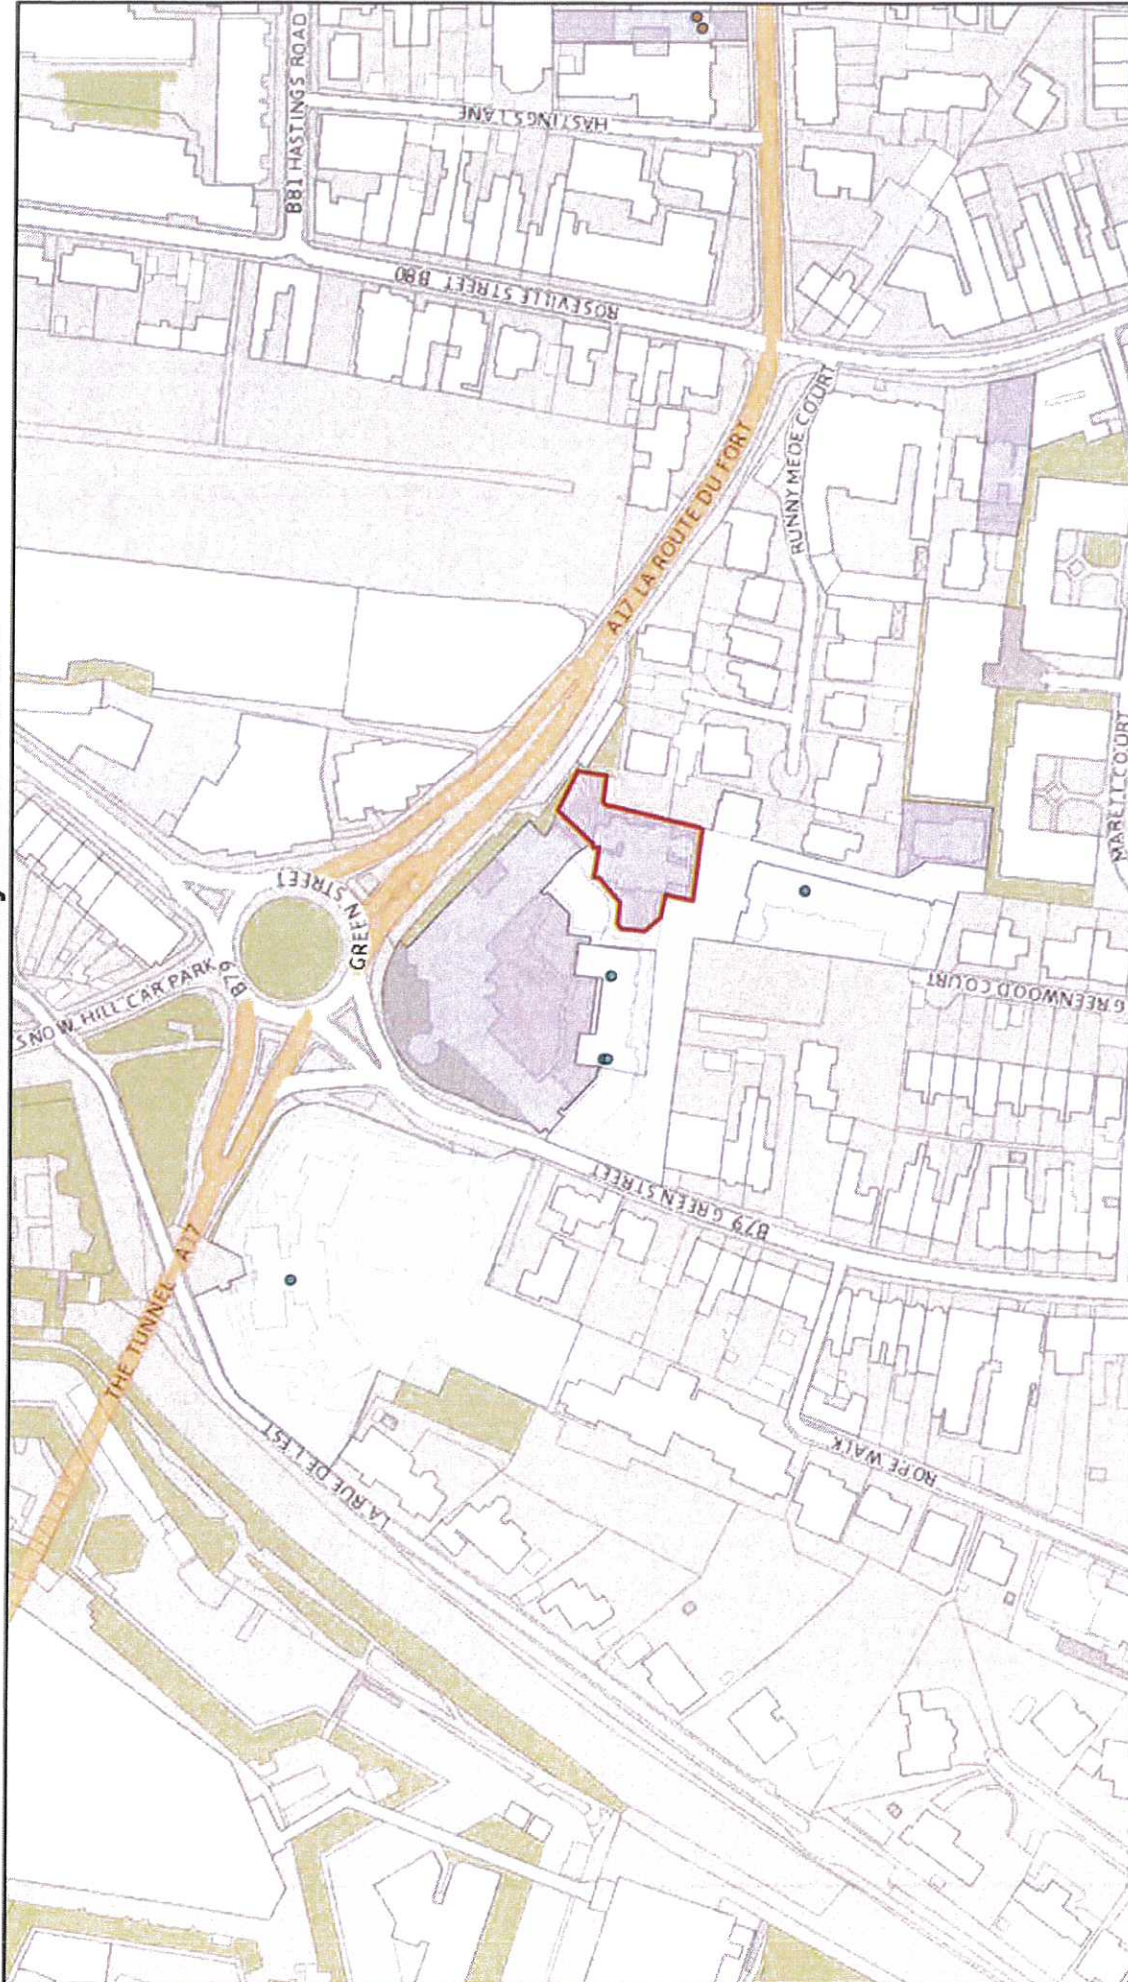 B81 HASTINGS ROAD
HASTINGS LANE
ROSEVILLE STREET B80
A17 LA ROUTE DU FORT
RUNNYMEDE COURT
GREEN STREET
GREEN STREET
SNOW HILL CAR PARK
B79
MARETT COURT
GREENWOOD COURT
THE TUNNEL A17
B79 GREEN STREET
LA RUE DE L'EST
ROPE WALK